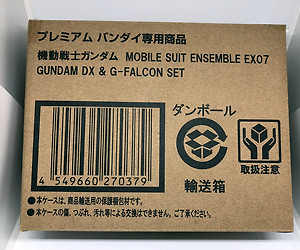 プレミアム バンダイ専用商品
機動戦士ガンダム MOBILE SUIT ENSEMBLE EX07
GUNDAM DX & G-FALCON SET
ダンボール
取扱注意
輸送箱
4 549660 270379
●本ケースは、商品輸送用の保護梱包材です。
●本ケースの傷、つぶれ、汚れ等による交換はできません。ご了承ください。